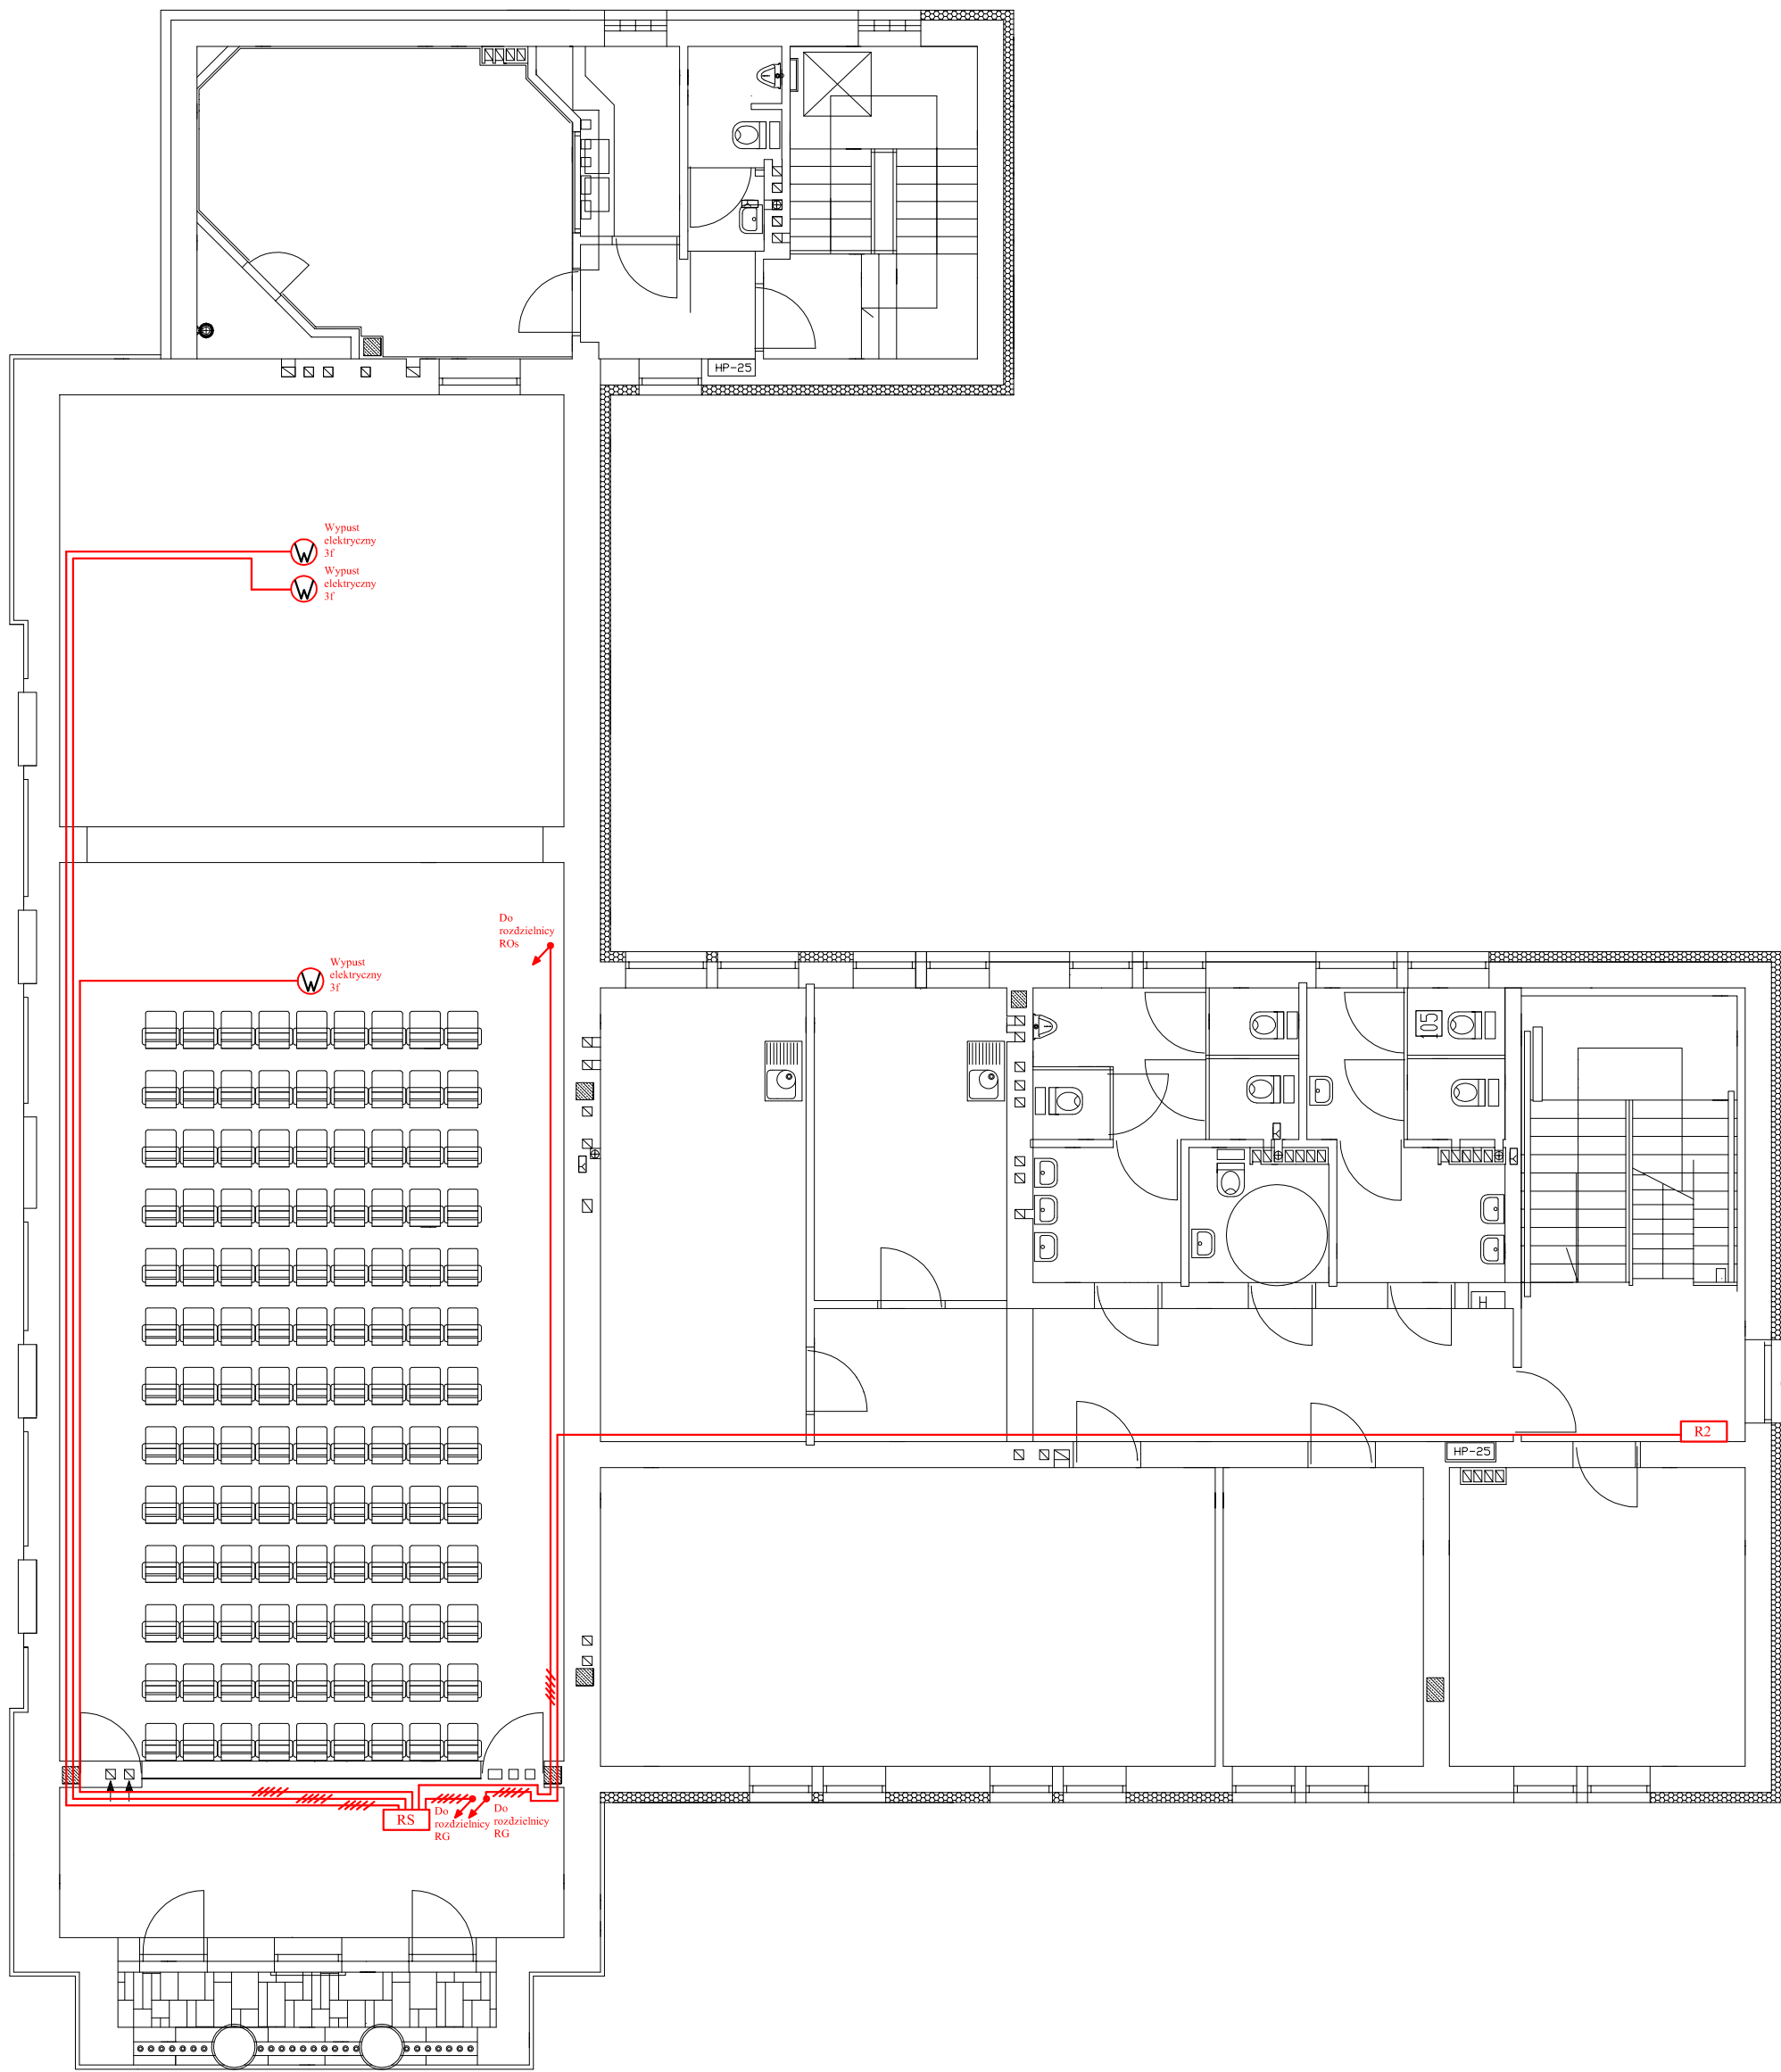 HP-25
Wypust
elektryczny
3f
Wypust
elektryczny
3f
W
W
Do
rozdzielnicy
ROs
Wypust
elektryczny
3f
W
105
H
R2
HP-25
RS
Do
rozdzielnicy
RG
Do
rozdzielnicy
RG